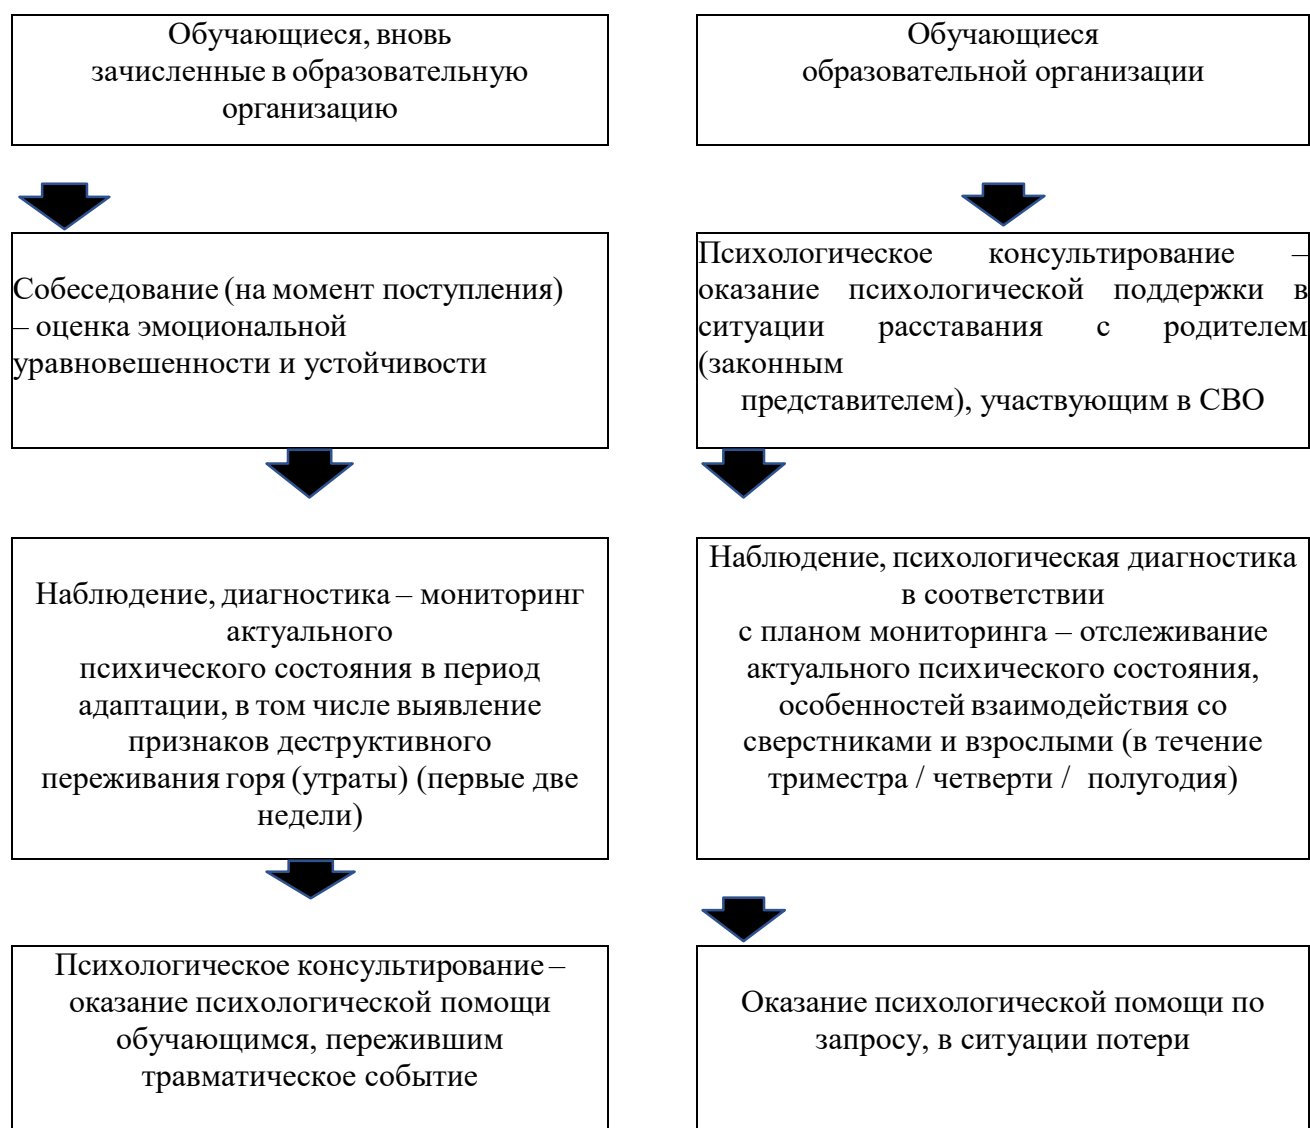 Обучающиеся, вновь
зачисленные в образовательную
организацию
Обучающиеся
образовательной организации
Собеседование (на момент поступления)
– оценка эмоциональной
уравновешенности и устойчивости
Психологическое консультирование –
оказание психологической поддержки в
ситуации расставания с родителем
(законным
представителем), участвующим в СВО
Наблюдение, диагностика – мониторинг
актуального
психического состояния в период
адаптации, в том числе выявление
признаков деструктивного
переживания горя (утраты) (первые две
недели)
Наблюдение, психологическая диагностика
в соответствии
с планом мониторинга – отслеживание
актуального психического состояния,
особенностей взаимодействия со
сверстниками и взрослыми (в течение
триместра / четверти / полугодия)
Психологическое консультирование –
оказание психологической помощи
обучающимся, пережившим
травматическое событие
Оказание психологической помощи по
запросу, в ситуации потери